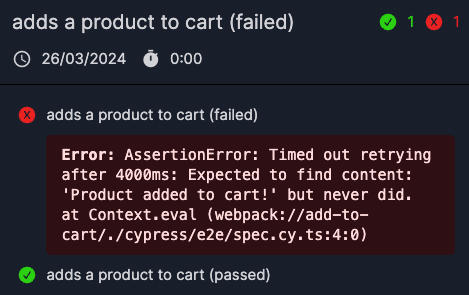 adds a product to cart (failed)
1
1
26/03/2024
0:00
adds a product to cart (failed)
Error: AssertionError: Timed out retrying
after 4000ms: Expected to find content:
'Product added to cart!' but never did.
at Context.eval (webpack://add-to-
cart/./cypress/e2e/spec.cy.ts:4:0)
adds a product to cart (passed)